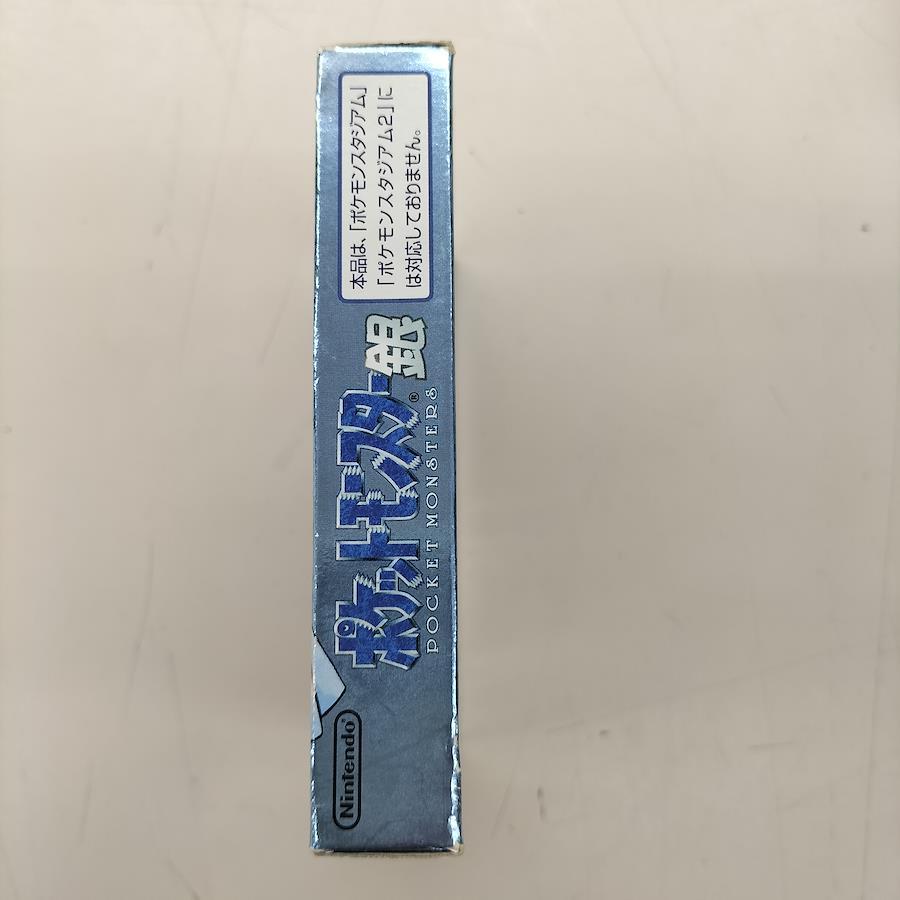 Nintendo®
ポケットモンスター銀
POCKET MONSTERS®
本品は、「ポケモンスタジアム」
「ポケモンスタジアム2」に
は対応しておりません。